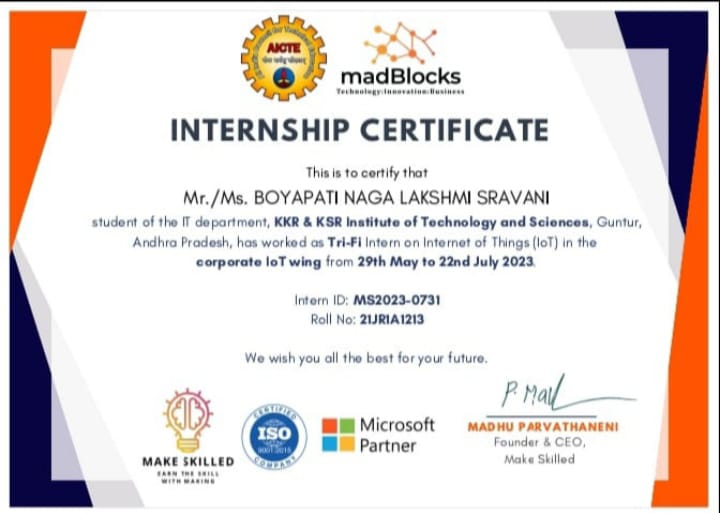 AICTE
madBlocks
Technology:Innovation:Business
INTERNSHIP CERTIFICATE
This is to certify that
Mr./Ms. BOYAPATI NAGA LAKSHMI SRAVANI
student of the IT department, KKR & KSR Institute of Technology and Sciences, Guntur,
Andhra Pradesh, has worked as Tri-Fi Intern on Internet of Things (IoT) in the
corporate IoT wing from 29th May to 22nd July 2023.
Intern ID: MS2023-0731
Roll No: 21JR1A1213
We wish you all the best for your future.
P. Mad
MAKE SKILLED
EARN THE SKILL
WITH MAKING
CERTIFIED
ISO
9001:2015
COMPANY
Microsoft
Partner
MADHU PARVATHANENI
Founder & CEO,
Make Skilled